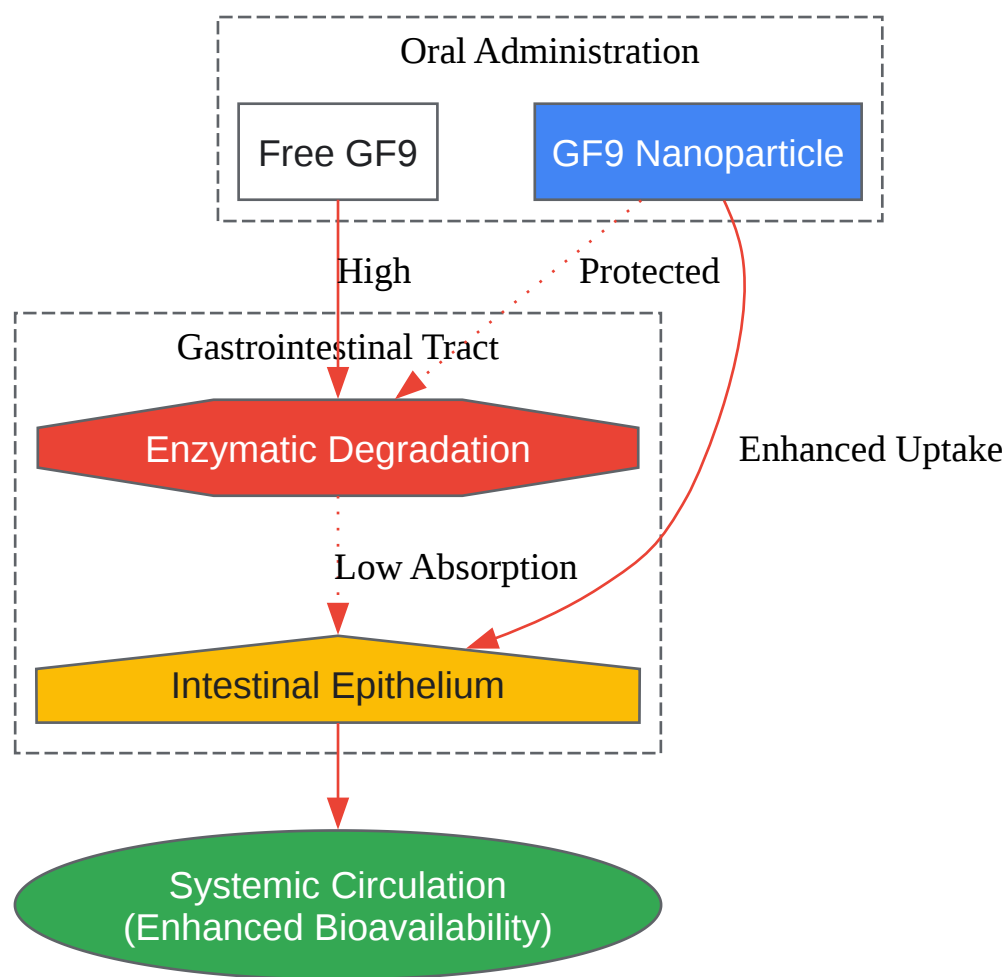 Oral Administration
Free GF9
GF9 Nanoparticle
High
Protected
Gastrointestinal Tract
Enzymatic Degradation
Enhanced Uptake
Low Absorption
Intestinal Epithelium
Systemic Circulation
(Enhanced Bioavailability)